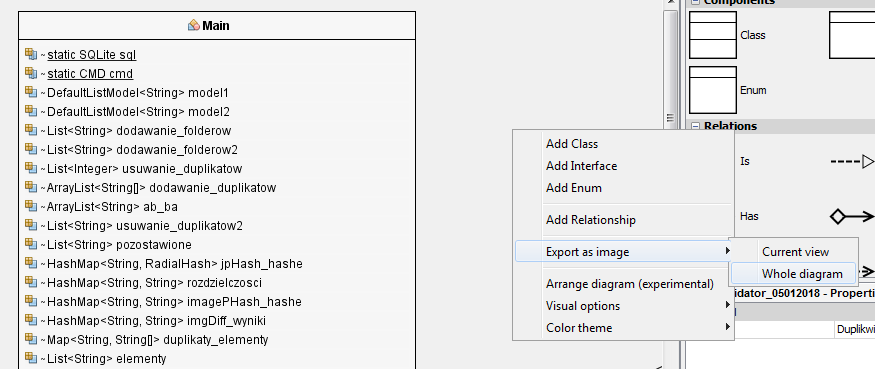 Main
~ static SQLite sql
~ static CMD cmd
~ DefaultListModel<String> model1
~ DefaultListModel<String> model2
~ List<String> dodawanie_folderow
~ List<String> dodawanie_folderow2
~ List<Integer> usuwanie_duplikatow
~ ArrayList<String[]> dodawanie_duplikatow
~ ArrayList<String> ab_ba
~ List<String> usuwanie_duplikatow2
~ List<String> pozostawione
~ HashMap<String, RadialHash> jpHash_hashe
~ HashMap<String, String> rozdzielczosci
~ HashMap<String, String> imagePHash_hashe
~ HashMap<String, String> imgDiff_wyniki
~ Map<String, String[]> duplikaty_elementy
~ List<String> elementy
Components
Class
Enum
Relations
Is
Has
Add Class
Add Interface
Add Enum
Add Relationship
Export as image
Arrange diagram (experimental)
Visual options
Color theme
Current view
Whole diagram
idator_05012018 - Properti
Duplikwi